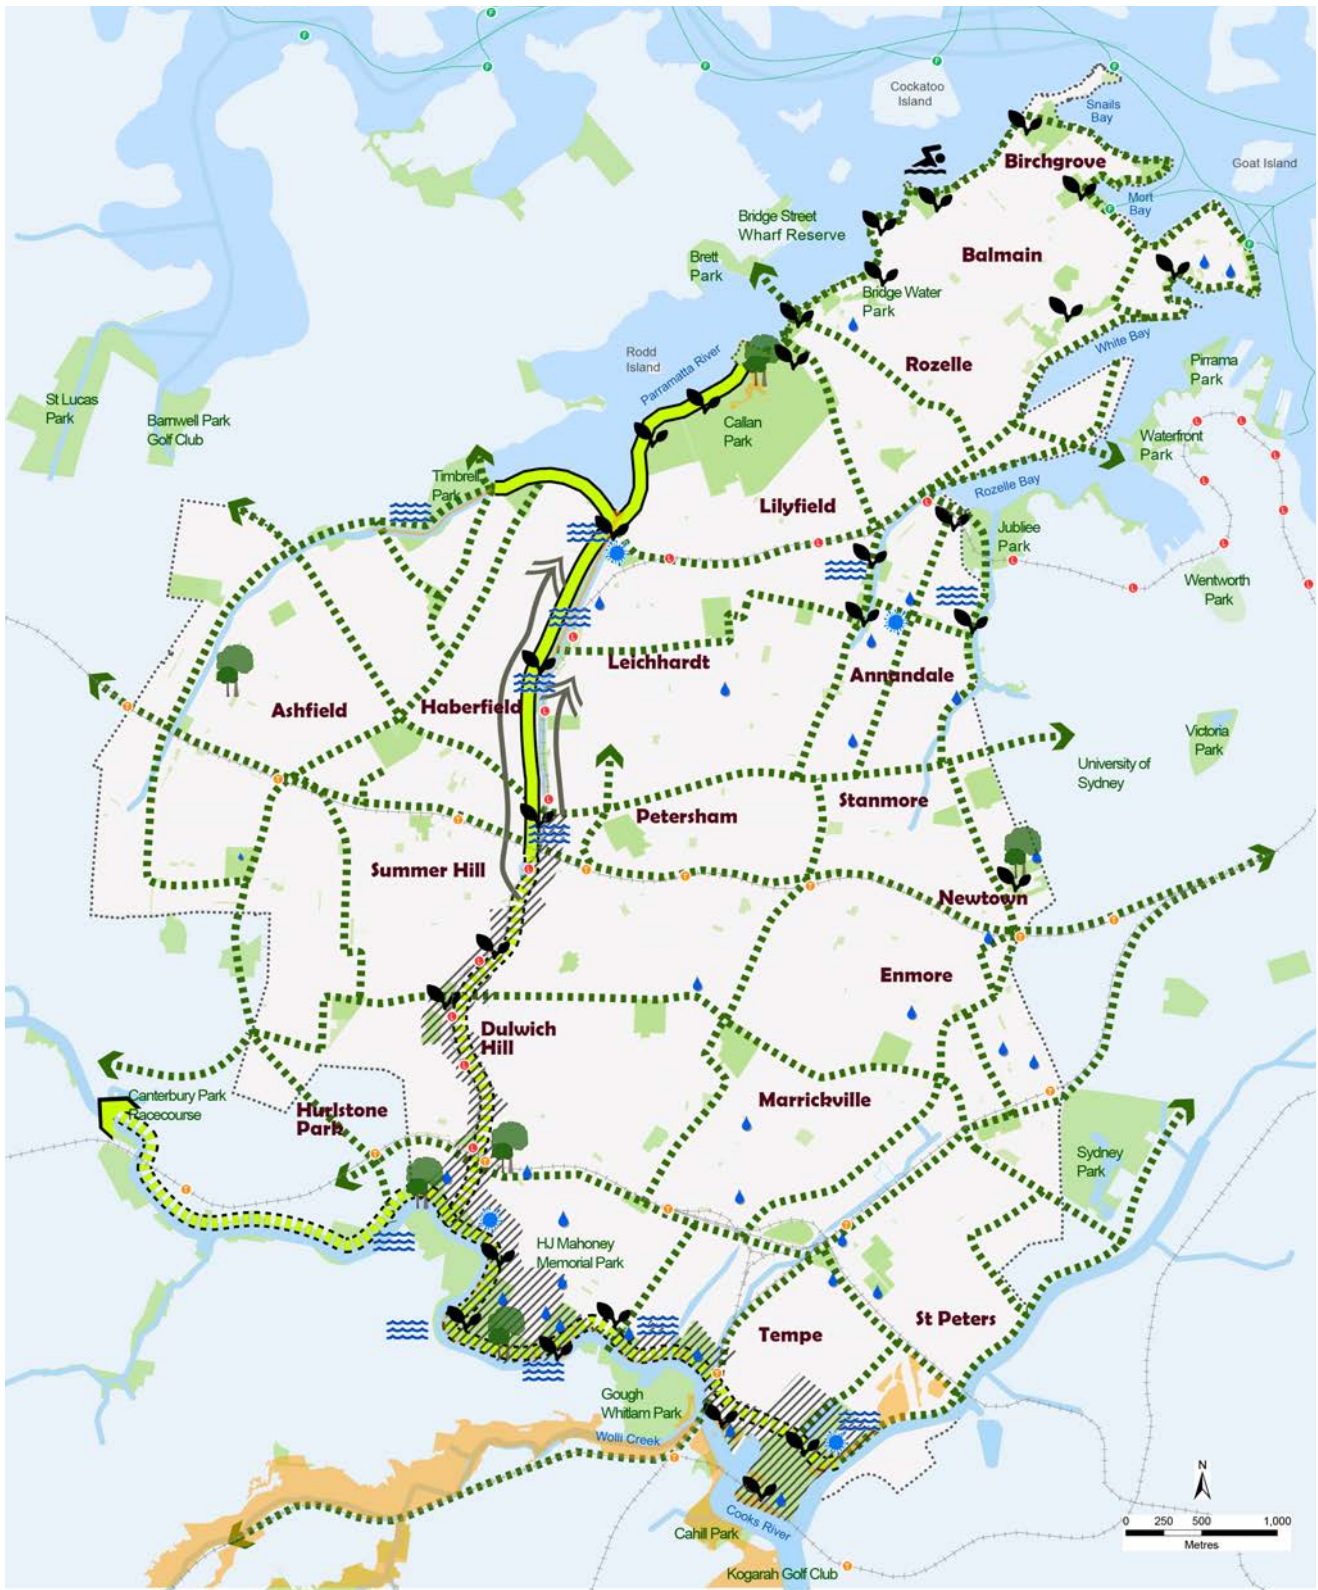 Cockatoo
Island
Snails
Bay
Birchgrove
Goat Island
Mort
Bay
Bridge Street
Wharf Reserve
Balmain
Brett
Park
Bridge Water
Park
White Bay
Rodd
Island
Parramatta River
Rozelle
Pirrama
Park
St Lucas
Park
Barnwell Park
Golf Club
Callan
Park
Waterfront
Park
Timbrell
Park
Rozelle Bay
Lilyfield
Jubliee
Park
Wentworth
Park
Leichhardt
Annandale
Ashfield
Haberfield
Victoria
Park
University of
Sydney
Stanmore
Petersham
Summer Hill
Newtown
Enmore
Dulwich
Hill
Canterbury Park
Racecourse
Hurlstone
Park
Marrickville
Sydney
Park
HJ Mahoney
Memorial Park
St Peters
Tempe
Gough
Whitlam Park
Wolli Creek
Cooks River
Cahill Park
Kogarah Golf Club
N
0 250 500 1,000
Metres